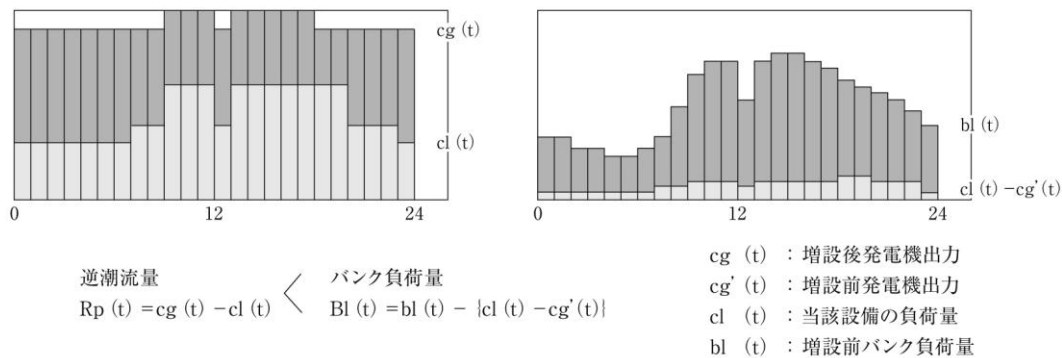 cg (t)
cl (t)
0 12 24
bl (t)
cl (t) −cg' (t)
0 12 24
逆潮流量 バンク負荷量
Rp (t) =cg (t) −cl (t) < Bl (t) =bl (t) − {cl (t) −cg' (t)}
cg (t) : 増設後発電機出力
cg' (t) : 増設前発電機出力
cl (t) : 当該設備の負荷量
bl (t) : 増設前バンク負荷量